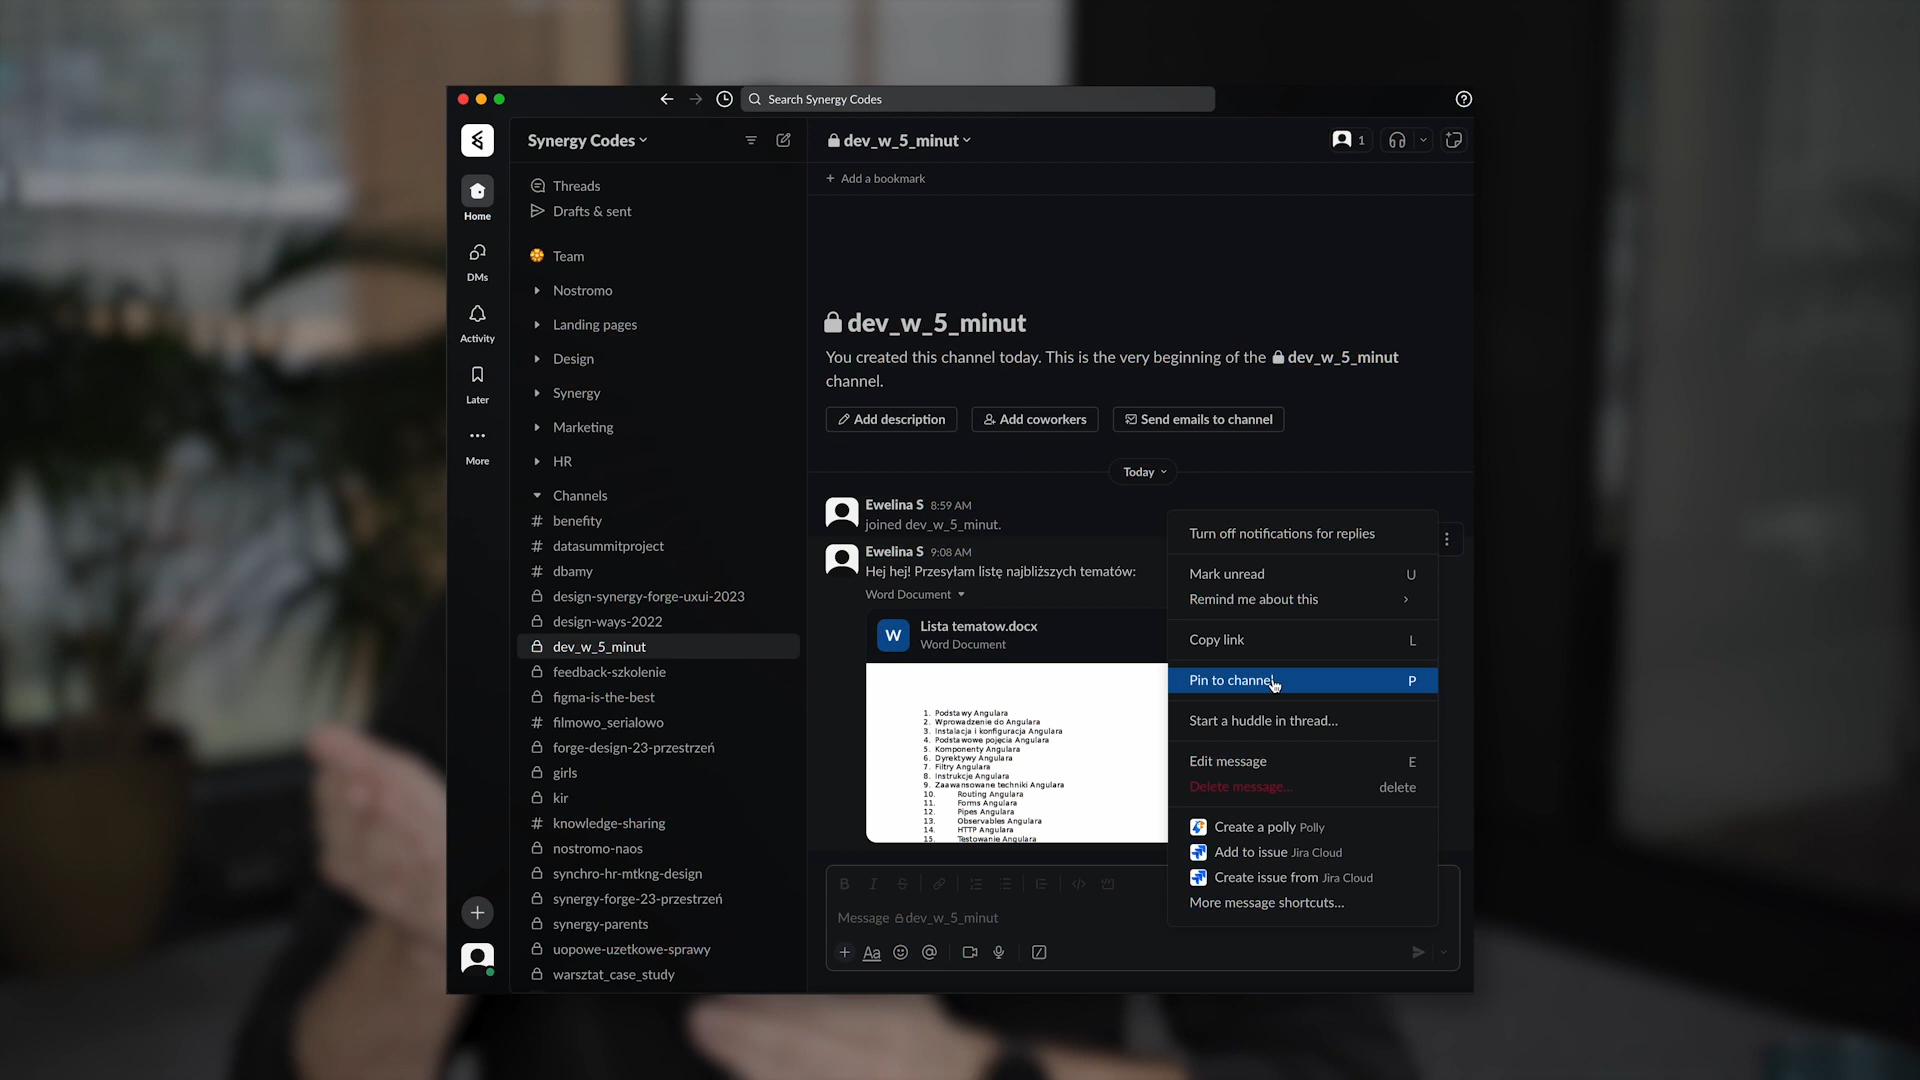 Search Synergy Codes
Synergy Codes
Home
DMs
Activity
Later
More
Threads
Drafts & sent
Team
Nostromo
Landing pages
Design
Synergy
Marketing
HR
Channels
benefity
datasummitproject
dbamy
design-synergy-forge-uxui-2023
design-ways-2022
dev_w_5_minut
feedback-szkolenie
figma-is-the-best
filmowo_serialowo
forge-design-23-przestrzeń
girls
kir
knowledge-sharing
nostromo-naos
synchro-hr-mtkng-design
synergy-forge-23-przestrzeń
synergy-parents
uopowe-uzetkowe-sprawy
warsztat_case_study
dev_w_5_minut
1
+ Add a bookmark
dev_w_5_minut
You created this channel today. This is the very beginning of the dev_w_5_minut
channel.
Add description
Add coworkers
Send emails to channel
Today
Ewelina S 8:59 AM
joined dev_w_5_minut.
Ewelina S 9:08 AM
Hej hej! Przesyłam listę najbliższych tematów:
Word Document
W
Lista tematow.docx
Word Document
1. Podstawy Angulara
2. Wprowadzenie do Angulara
3. Instalacja i konfiguracja Angulara
4. Podstawowe pojęcia Angulara
5. Komponenty Angulara
6. Dyrektywy Angulara
7. Filtry Angulara
8. Instrukcje Angulara
9. Zaawansowane techniki Angulara
10. Routing Angulara
11. Forms Angulara
12. Pipes Angulara
13. Observables Angulara
14. HTTP Angulara
15. Testowanie Angulara
Turn off notifications for replies
Mark unread U
Remind me about this
Copy link L
Pin to channel P
Start a huddle in thread...
Edit message E
Delete message... delete
Create a polly Polly
Add to issue Jira Cloud
Create issue from Jira Cloud
More message shortcuts...
B I S
Message dev_w_5_minut
Aa